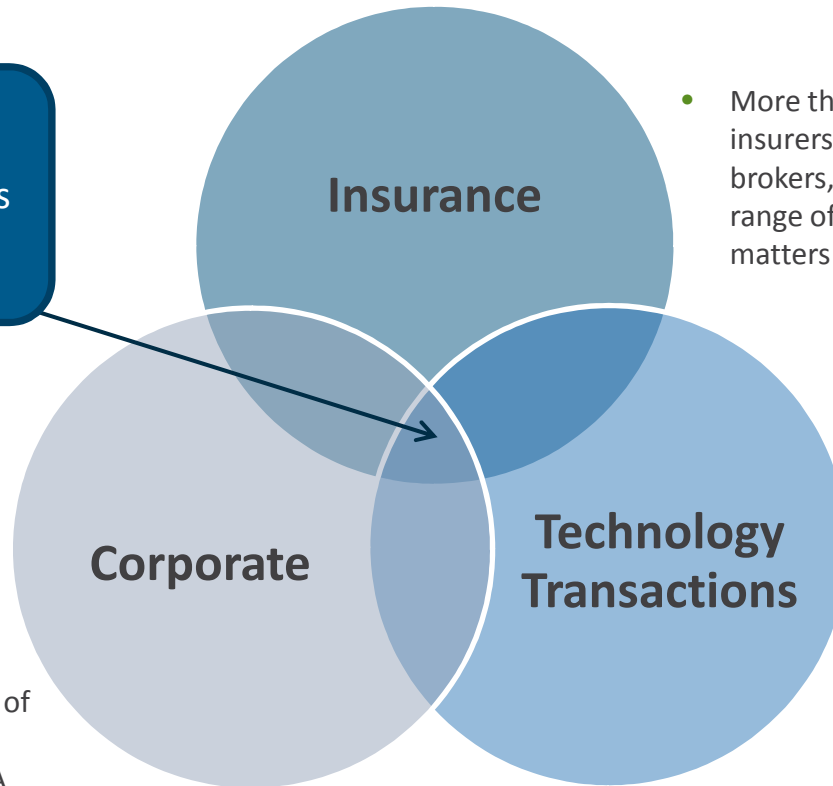 s
Insurance
• More th
insurers
brokers,
range of
matters
Corporate
Technology
Transactions
of